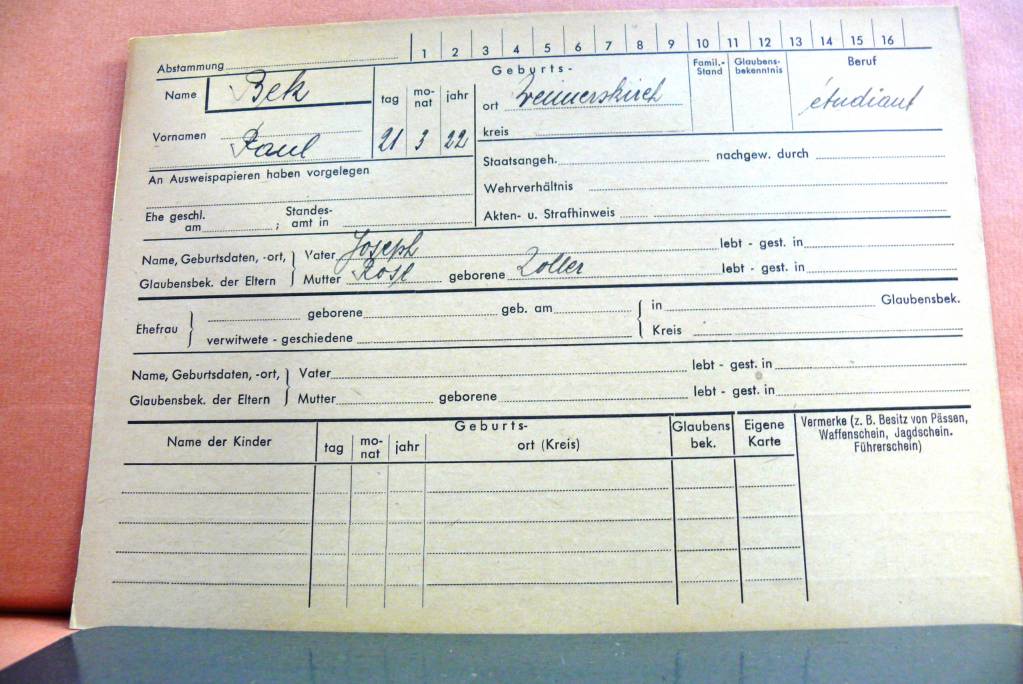 Abstammung 1 2 3 4 5 6 7 8 9 10 11 12 13 14 15 16
Name Bek
Vornamen Paul
Geburts-
tag mo-nat jahr
21 3 22
ort Weimerskirch
kreis
Famil.-Stand
Glaubens-bekenntnis
Beruf
étudiant
An Ausweispapieren haben vorgelegen
Staatsangeh. nachgew. durch
Wehrverhältnis
Ehe geschl. am ; Standes-amt in
Akten- u. Strafhinweis
Name, Geburtsdaten, -ort, Vater Joseph lebt - gest. in
Glaubensbek. der Eltern Mutter Rose geborene Zoller lebt - gest. in
Ehefrau geborene geb. am in Glaubensbek.
verwitwete - geschiedene Kreis
Name, Geburtsdaten, -ort, Vater lebt - gest. in
Glaubensbek. der Eltern Mutter geborene lebt - gest. in
Name der Kinder
Geburts-
tag mo-nat jahr ort (Kreis)
Glaubens bek.
Eigene Karte
Vermerke (z. B. Besitz von Pässen,
Waffenschein, Jagdschein.
Führerschein)